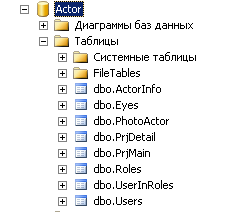 Actor
Диаграммы баз данных
Таблицы
Системные таблицы
FileTables
dbo.ActorInfo
dbo.Eyes
dbo.PhotoActor
dbo.PrjDetail
dbo.PrjMain
dbo.Roles
dbo.UserInRoles
dbo.Users